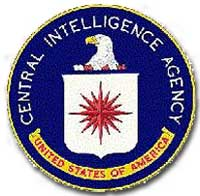 CENTRAL INTELLIGENCE AGENCY
UNITED STATES OF AMERICA